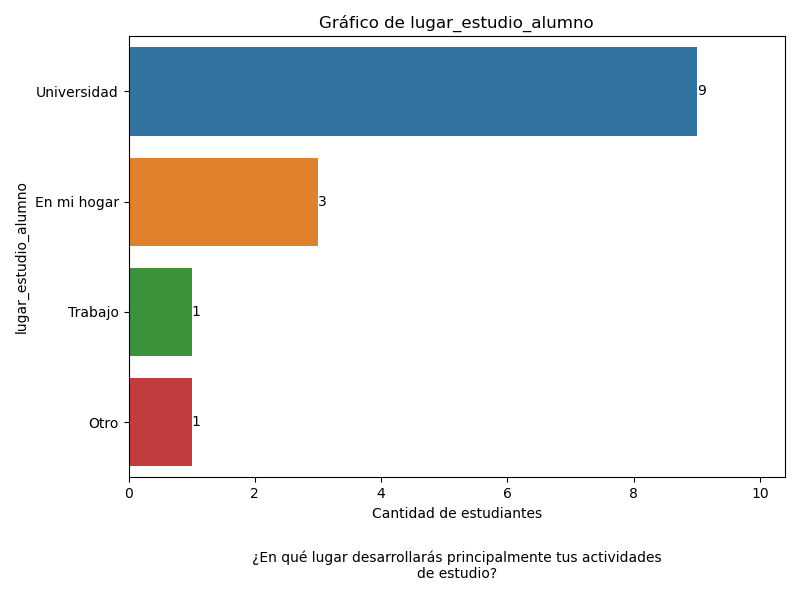 Gráfico de lugar_estudio_alumno
Universidad
9
En mi hogar
3
Trabajo
1
Otro
1
lugar_estudio_alumno
0 2 4 6 8 10
Cantidad de estudiantes
¿En qué lugar desarrollarás principalmente tus actividades
de estudio?